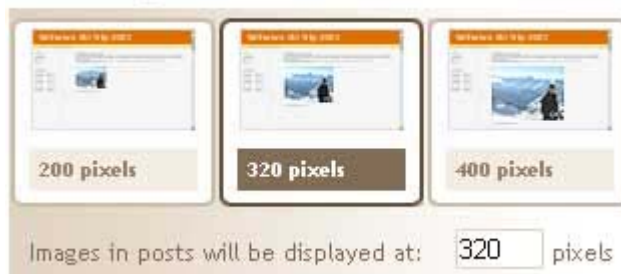 200 pixels
320 pixels
400 pixels
Images in posts will be displayed at: 320 pixels